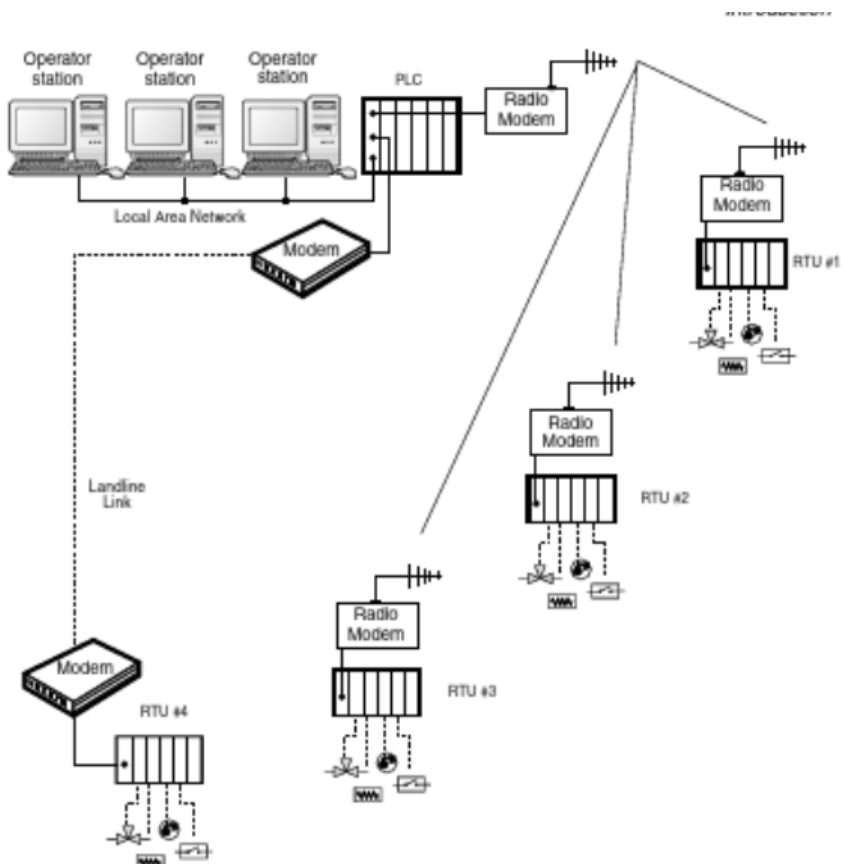 Operator
station
Operator
station
Operator
station
PLC
Radio
Modem
Radio
Modem
Local Area Network
Modem
RTU #1
Radio
Modem
Landline
Link
RTU #2
Radio
Modem
Modem
RTU #3
RTU #4